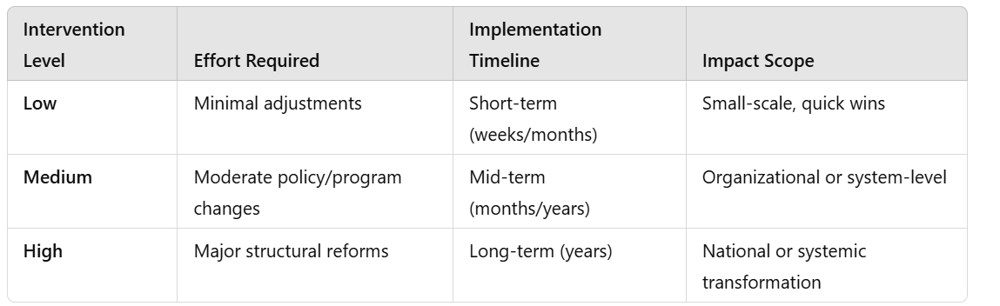 Intervention
Level
Effort Required
Implementation
Timeline
Impact Scope
Low
Minimal adjustments
Short-term
(weeks/months)
Small-scale, quick wins
Medium
Moderate policy/program
changes
Mid-term
(months/years)
Organizational or system-level
High
Major structural reforms
Long-term (years)
National or systemic
transformation